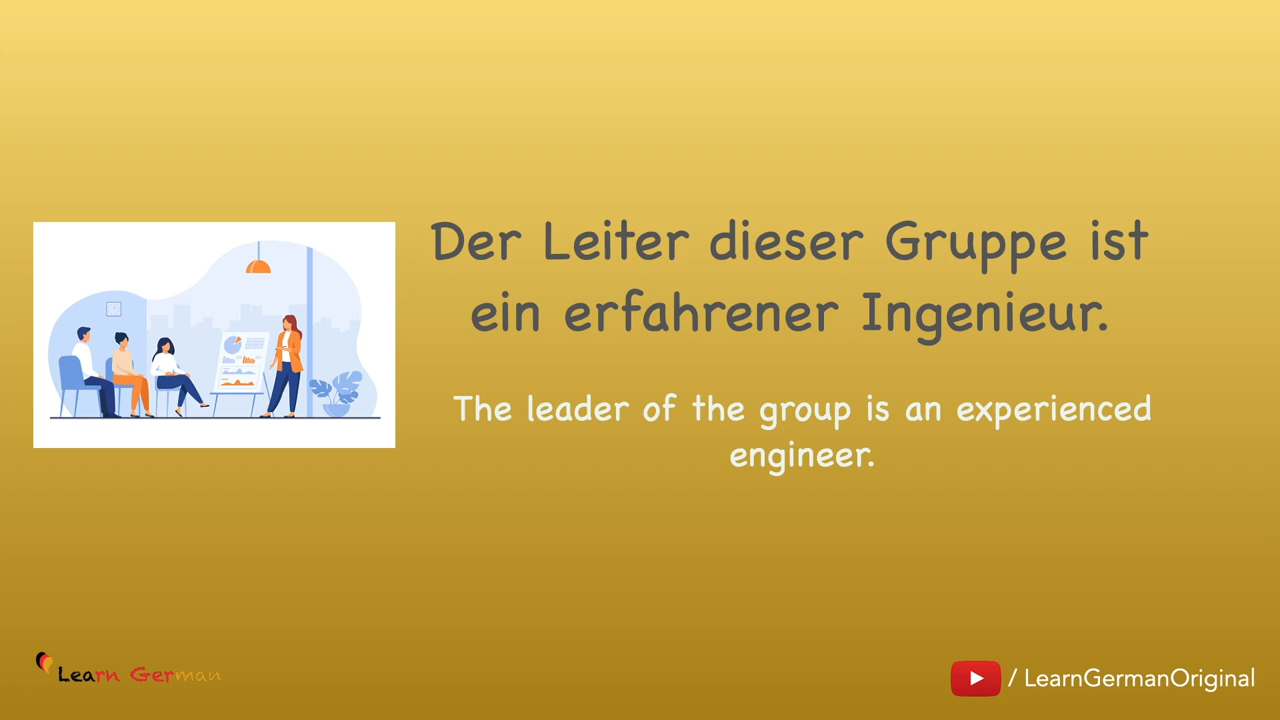 Der Leiter dieser Gruppe ist
ein erfahrener Ingenieur.
The leader of the group is an experienced
engineer.
Learn German
/ LearnGermanOriginal